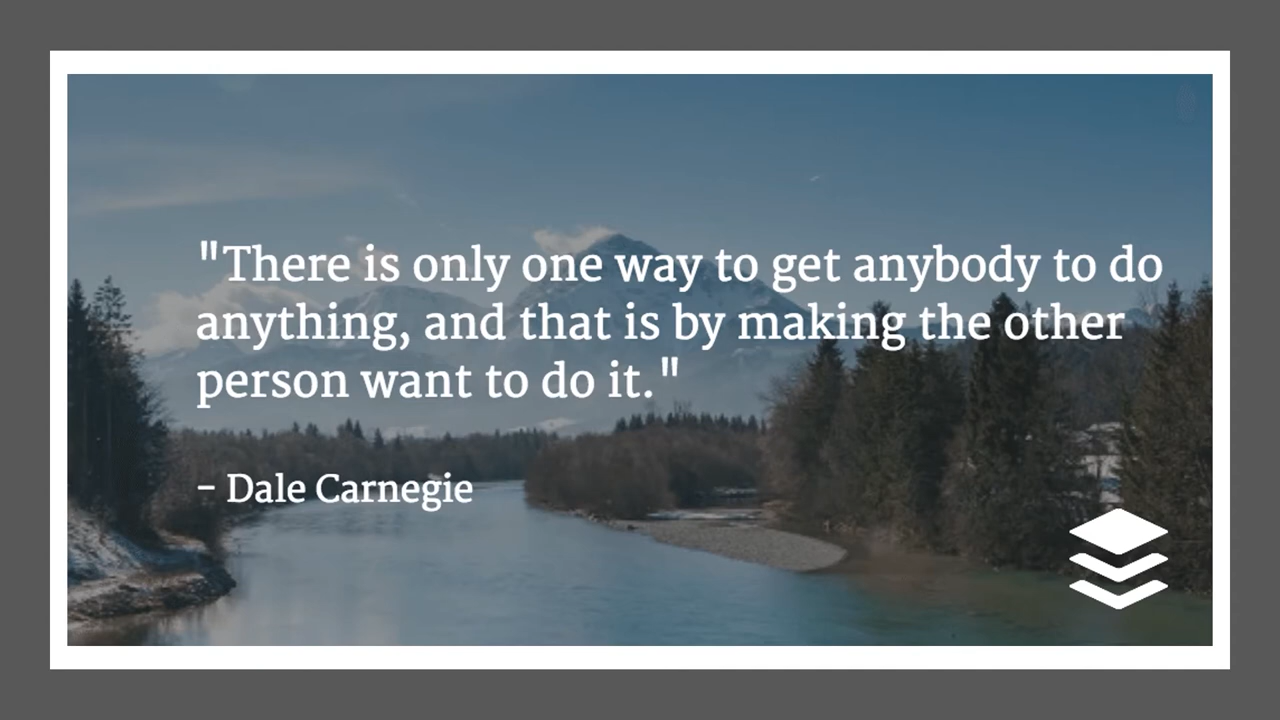 "There is only one way to get anybody to do
anything, and that is by making the other
person want to do it."
– Dale Carnegie